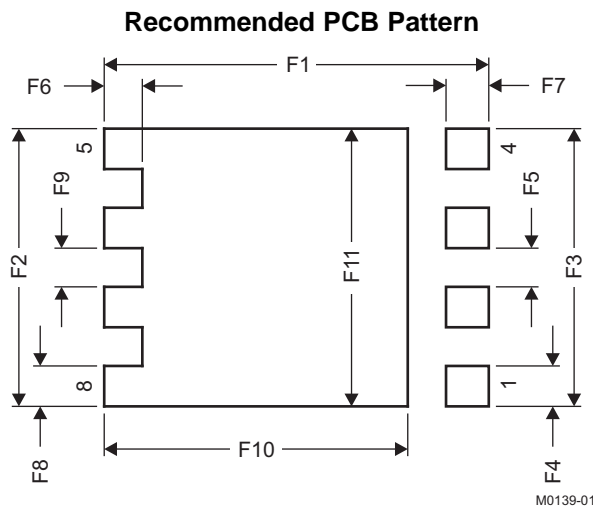 Recommended PCB Pattern
F1
F6
F7
5
4
F9
F5
F2
F11
F3
8
1
F10
F8
F4
M0139-01